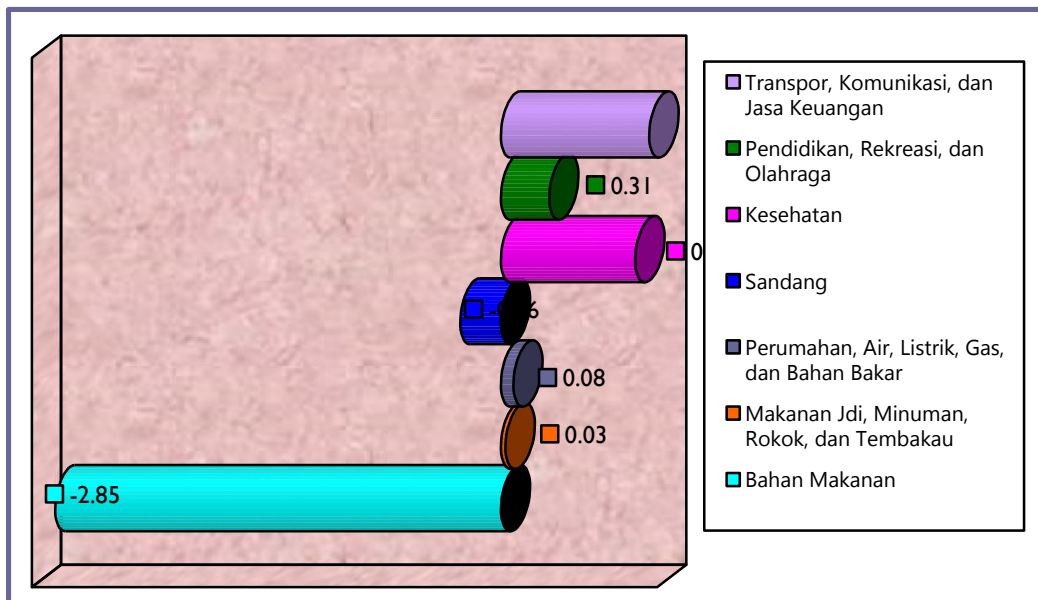 0.31
0
0.08
0.03
-2.85
Transpor, Komunikasi, dan
Jasa Keuangan
Pendidikan, Rekreasi, dan
Olahraga
Kesehatan
Sandang
Perumahan, Air, Listrik, Gas,
dan Bahan Bakar
Makanan Jdi, Minuman,
Rokok, dan Tembakau
Bahan Makanan